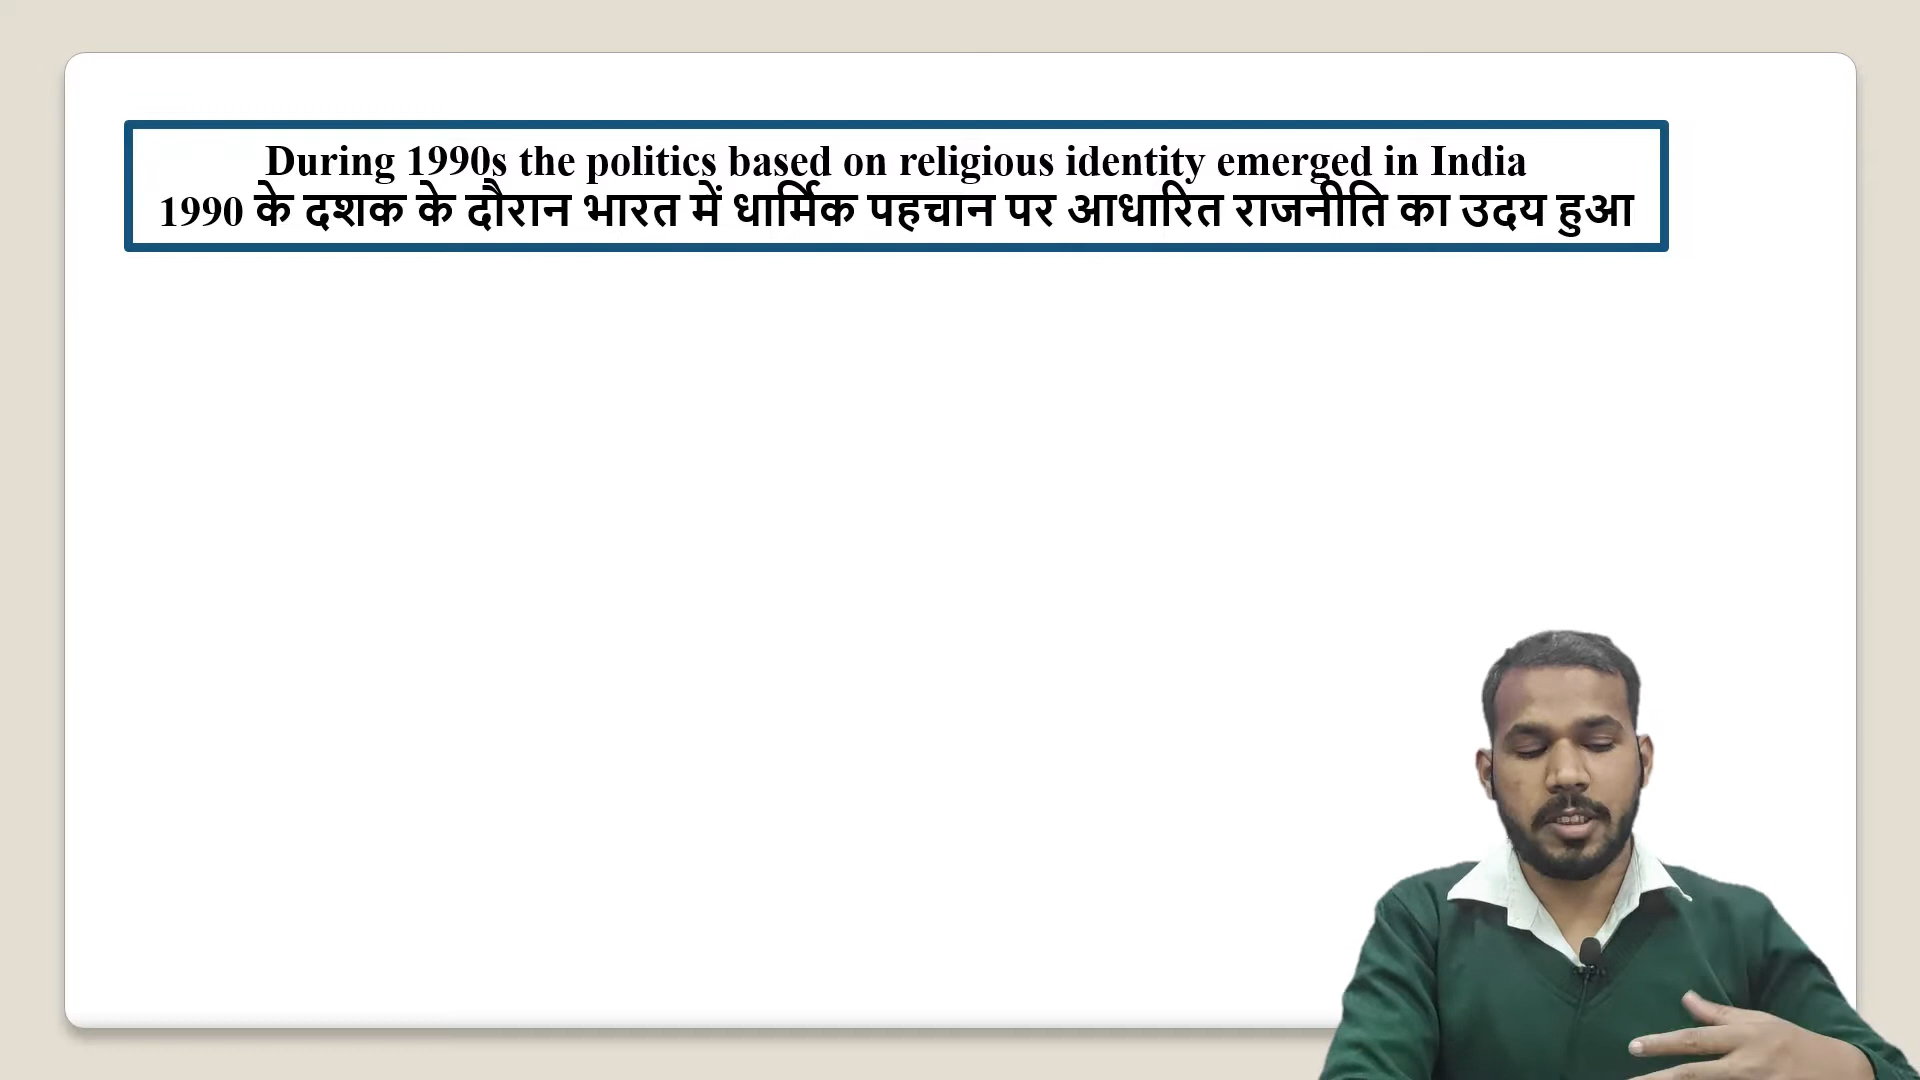 During 1990s the politics based on religious identity emerged in India
1990 के दशक के दौरान भारत में धार्मिक पहचान पर आधारित राजनीति का उदय हुआ